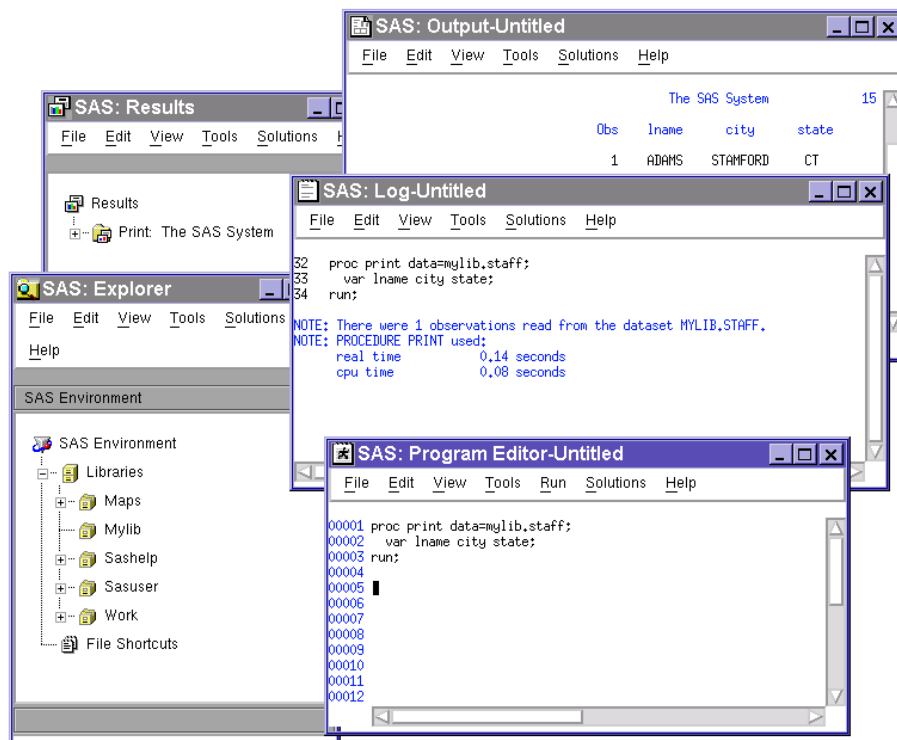 SAS: Output-Untitled
File Edit View Tools Solutions Help
The SAS System 15
Obs lname city state
1 ADAMS STAMFORD CT
SAS: Results
File Edit View Tools Solutions
Results
Print: The SAS System
SAS: Log-Untitled
File Edit View Tools Solutions Help
32 proc print data=mylib.staff;
33 var lname city state;
34 run;
NOTE: There were 1 observations read from the dataset MYLIB.STAFF.
NOTE: PROCEDURE PRINT used:
real time 0.14 seconds
cpu time 0.08 seconds
SAS: Explorer
File Edit View Tools Solutions
Help
SAS Environment
SAS Environment
Libraries
Maps
Mylib
Sashelp
Sasuser
Work
File Shortcuts
SAS: Program Editor-Untitled
File Edit View Tools Run Solutions Help
00001 proc print data=mylib.staff;
00002 var lname city state;
00003 run;
00004
00005
00006
00007
00008
00009
00010
00011
00012